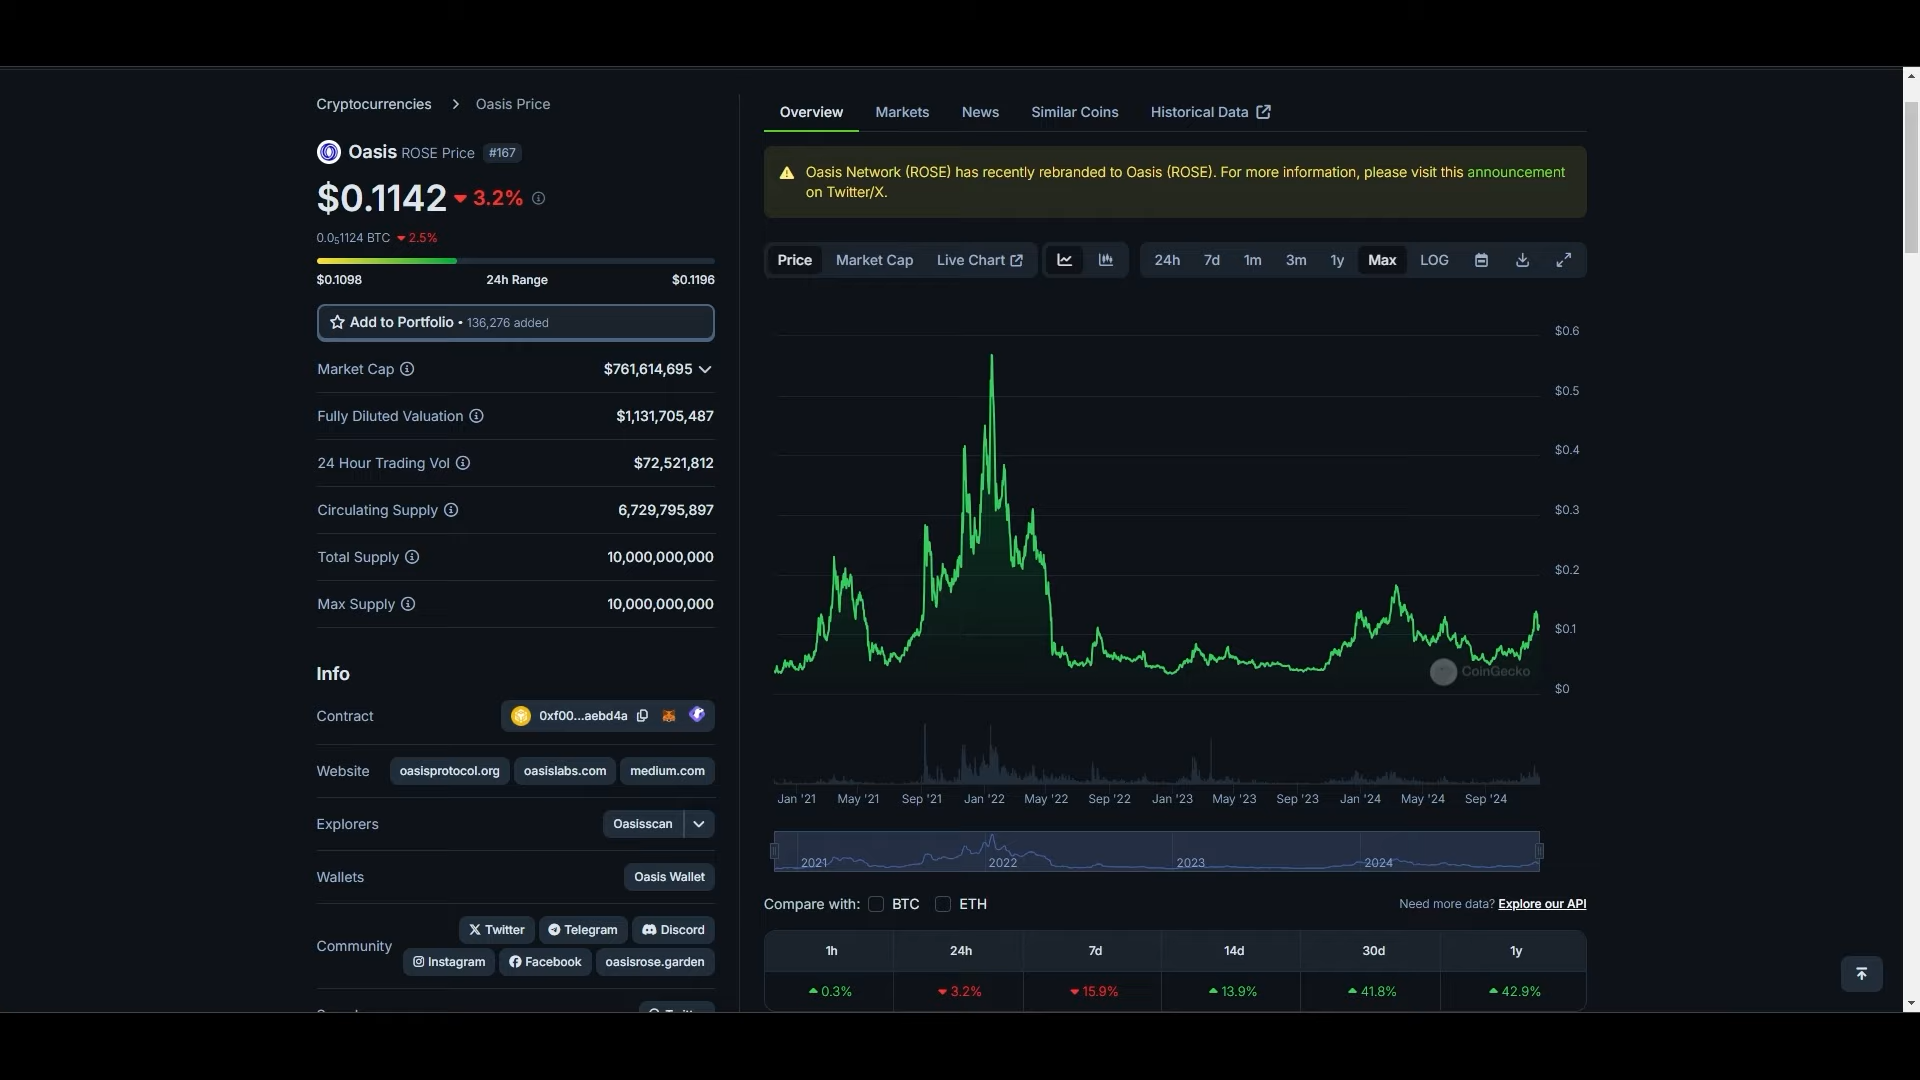 Cryptocurrencies > Oasis Price
Oasis ROSE Price #167
$0.1142 3.2%
0.0₅1124 BTC 2.5%
$0.1098 24h Range $0.1196
Add to Portfolio • 136,276 added
Market Cap $761,614,695
Fully Diluted Valuation $1,131,705,487
24 Hour Trading Vol $72,521,812
Circulating Supply 6,729,795,897
Total Supply 10,000,000,000
Max Supply 10,000,000,000
Info
Contract 0xf00...aebd4a
Website oasisprotocol.org oasislabs.com medium.com
Explorers Oasisscan
Wallets Oasis Wallet
Community Twitter Telegram Discord
Instagram Facebook oasisrose.garden
Overview Markets News Similar Coins Historical Data
Oasis Network (ROSE) has recently rebranded to Oasis (ROSE). For more information, please visit this announcement
on Twitter/X.
Price Market Cap Live Chart 24h 7d 1m 3m 1y Max LOG
$0.6
$0.5
$0.4
$0.3
$0.2
$0.1
CoinGecko
$0
Jan '21 May '21 Sep '21 Jan '22 May '22 Sep '22 Jan '23 May '23 Sep '23 Jan '24 May '24 Sep '24
2021 2022 2023 2024
Compare with: BTC ETH Need more data? Explore our API
1h 24h 7d 14d 30d 1y
0.3% 3.2% 15.9% 13.9% 41.8% 42.9%